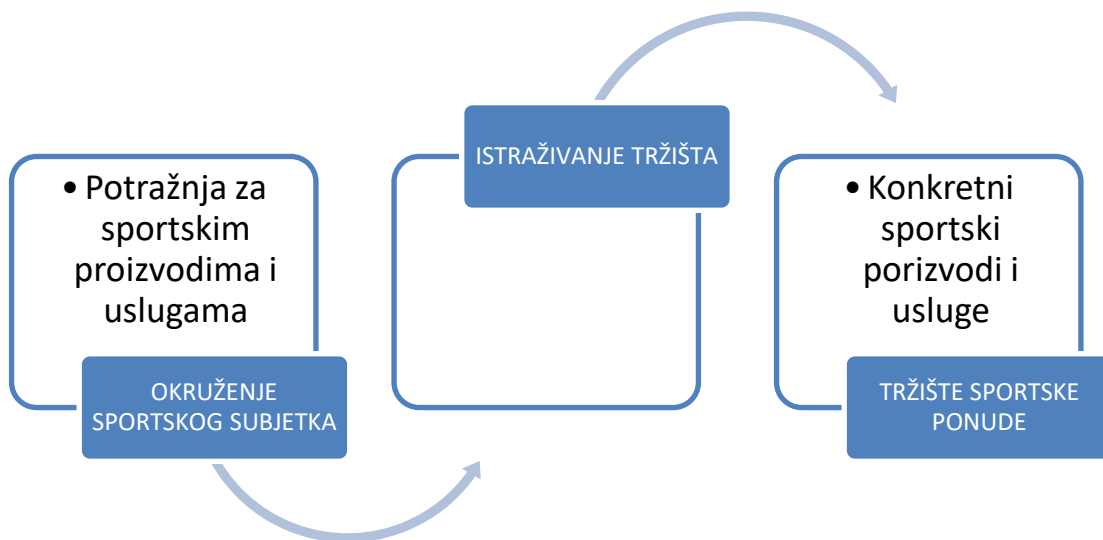 • Potražnja za
sportskim
proizvodima i
uslugama
OKRUŽENJE
SPORTSKOG SUBJETKA
ISTRAŽIVANJE TRŽIŠTA
• Konkretni
sportski
porizvodi i
usluge
TRŽIŠTE SPORTSKE
PONUDE